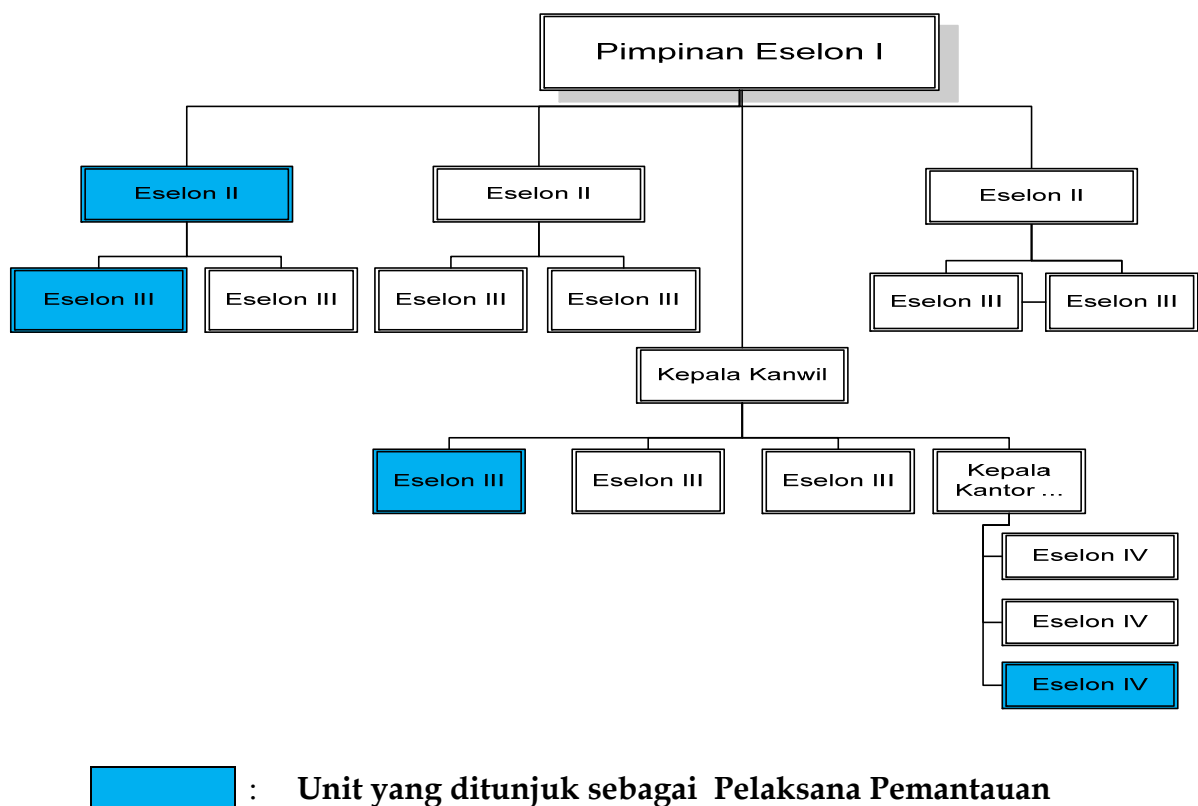 Pimpinan Eselon I
Eselon II
Eselon II
Eselon II
Eselon III
Eselon III
Eselon III
Eselon III
Eselon III
Eselon III
Kepala Kanwil
Eselon III
Eselon III
Eselon III
Kepala
Kantor ...
Eselon IV
Eselon IV
Eselon IV
: Unit yang ditunjuk sebagai Pelaksana Pemantauan